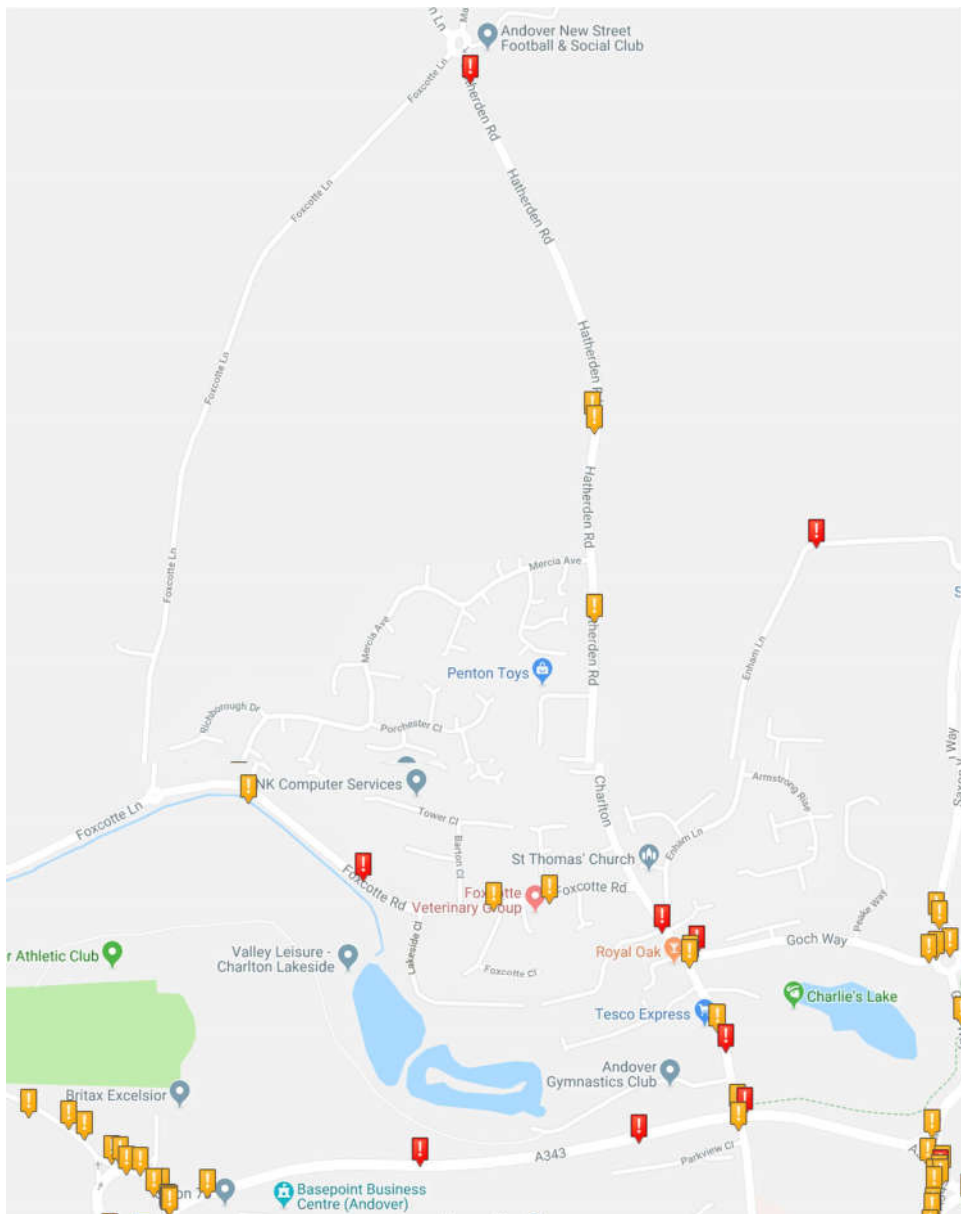 Andover New Street
Football & Social Club
Foxcotte Ln
Hatherden Rd
Hatherden Rd
Foxcotte Ln
Hatherden Rd
Foxcotte Ln
Hatherden Rd
Foxcotte Ln
Mercia Ave
Mercia Ave
Enham Ln
Penton Toys
Richborough Dr
Porchester Cl
NK Computer Services
Charlton
Armstrong Rise
Foxcotte Ln
Tower Cl
Barton Cl
Enham Ln
St Thomas' Church
Foxcotte Rd
Foxcotte Rd
Foxcotte
Veterinary Group
Peake Way
Lakeside Cl
Goch Way
Royal Oak
Valley Leisure -
Charlton Lakeside
r Athletic Club
Foxcotte Cl
Charlie's Lake
Tesco Express
Andover
Gymnastics Club
Britax Excelsior
A343
Parkview Cl
Basepoint Business
Centre (Andover)